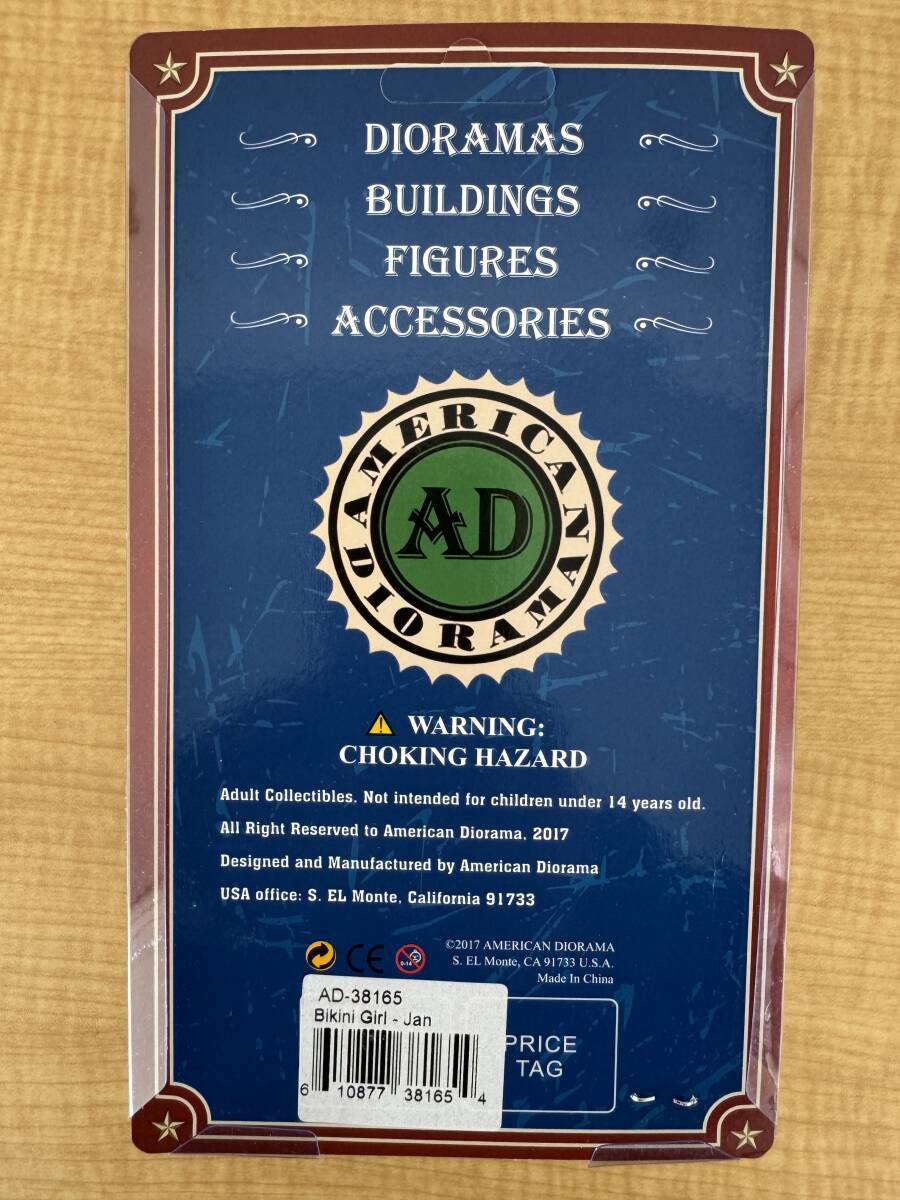 DIORAMAS
BUILDINGS
FIGURES
ACCESSORIES
AMERICAN
AD
DIORAMA
WARNING:
CHOKING HAZARD
Adult Collectibles. Not intended for children under 14 years old.
All Right Reserved to American Diorama, 2017
Designed and Manufactured by American Diorama
USA office: S. EL Monte, California 91733
CE
0-14
©2017 AMERICAN DIORAMA
S. EL Monte, CA 91733 U.S.A.
Made In China
AD-38165
Bikini Girl - Jan
6 10877 38165 4
PRICE
TAG